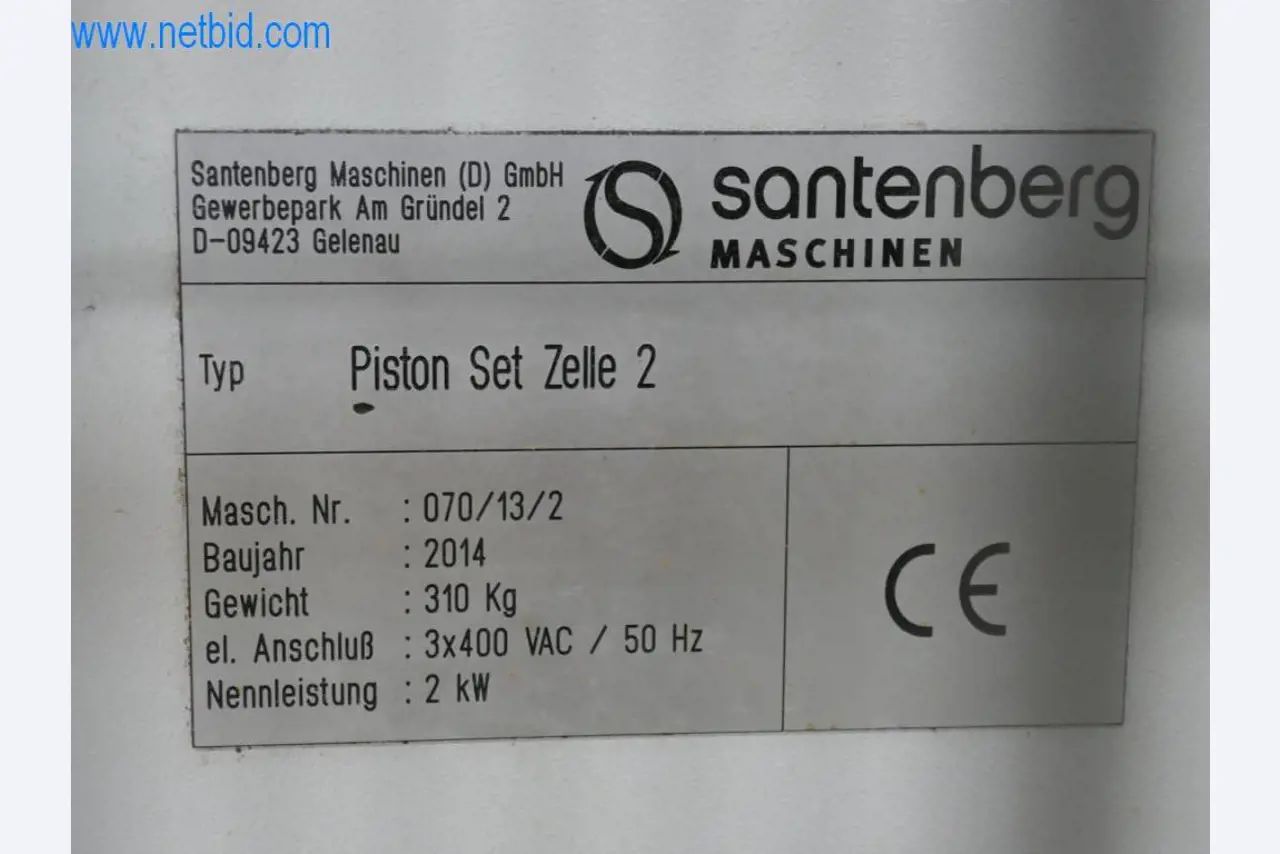 www.netbid.com
Santenberg Maschinen (D) GmbH
Gewerbepark Am Gründel 2
D-09423 Gelenau
santenberg
MASCHINEN
Typ Piston Set Zelle 2
Masch. Nr. : 070/13/2
Baujahr : 2014
Gewicht : 310 Kg
el. Anschluß : 3x400 VAC / 50 Hz
Nennleistung : 2 kW
CE